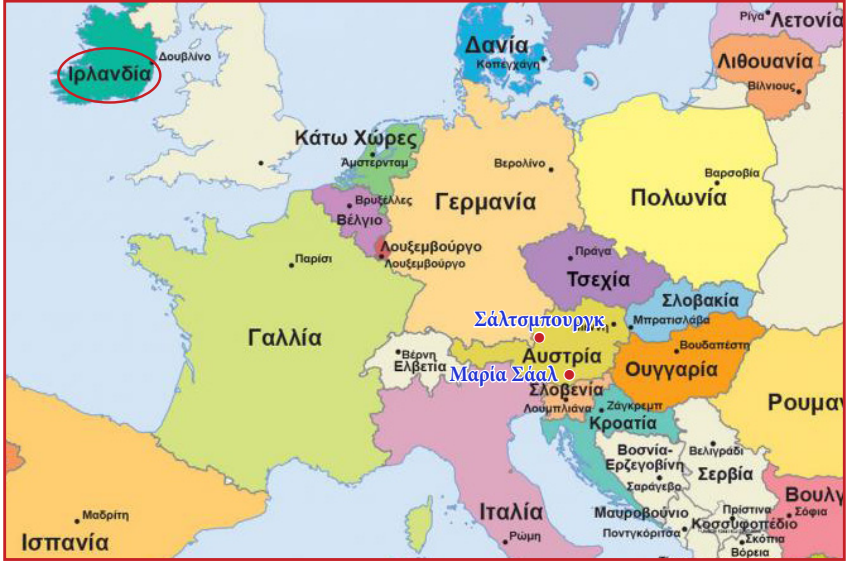 Ρίγα
Λετονία
Δανία
Κοπεγχάγη
Λιθουανία
Βίλνιους
Δουβλίνο
Ιρλανδία
Κάτω Χώρες
Άμστερνταμ
Βερολίνο
Βαρσοβία
Γερμανία
Πολωνία
Βρυξέλλες
Βέλγιο
Λουξεμβούργο
Λουξεμβούργο
Παρίσι
Πράγα
Τσεχία
Σλοβακία
Μπρατισλάβα
Σάλτσμπουργκ
Γαλλία
Βέρνη
Ελβετία
Αυστρία
Βουδαπέστη
Ουγγαρία
Μαρία Σάαλ
Σλοβενία
Λουμπλιάνα
Ζάγκρεμπ
Κροατία
Ρουμαν
Βοσνία-
Ερζεγοβίνη
Σαράγεβο
Βελιγράδι
Σερβία
Μαδρίτη
Ισπανία
Ιταλία
Ρώμη
Μαυροβούνιο
Ποντγκόριτσα
Πρίστινα
Κοσσυφοπέδιο
Βουλγ
Σόφια
Σκόπια
Βόρεια